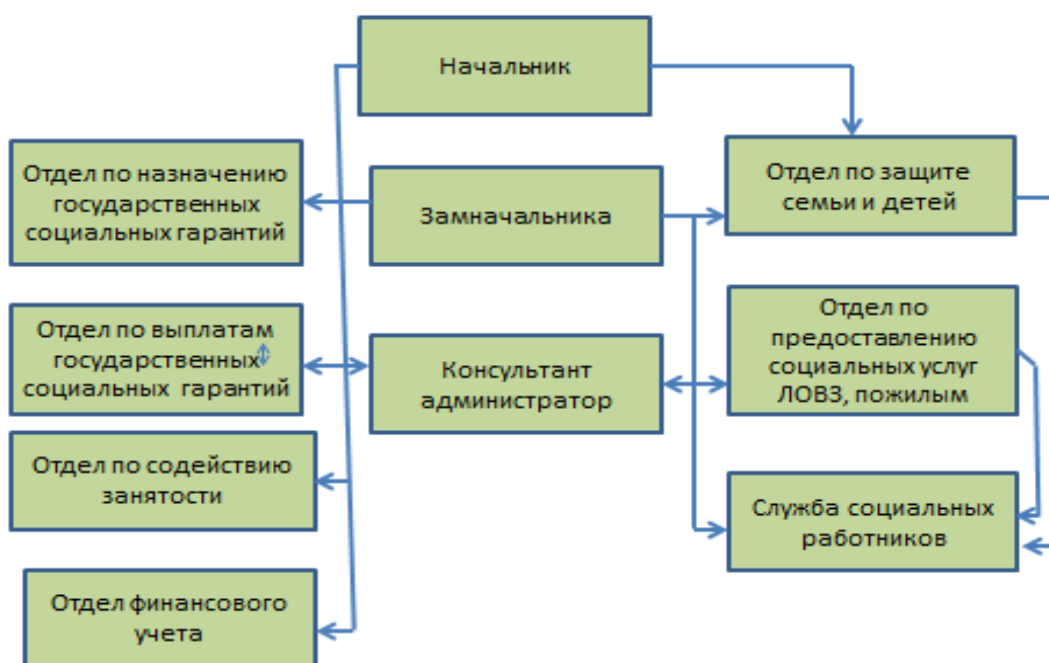 Начальник
Отдел по назначению
государственных
социальных гарантий
Замначальника
Отдел по защите
семьи и детей
Отдел по выплатам
государственных
социальных гарантий
Консультант
администратор
Отдел по
предоставлению
социальных услуг
ЛОВЗ, пожилым
Отдел по содействию
занятости
Служба социальных
работников
Отдел финансового
учета